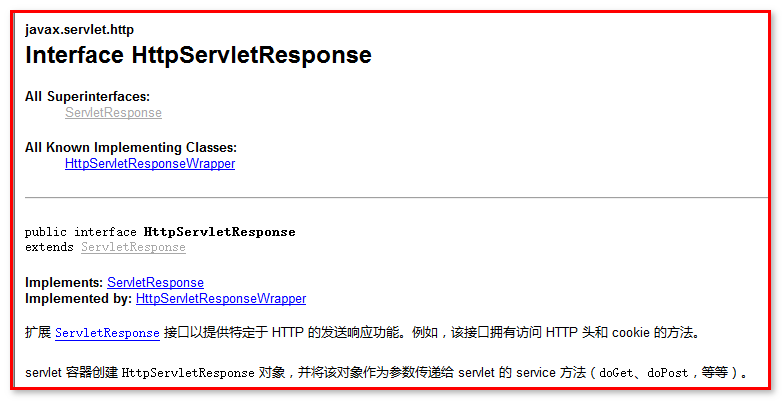 javax.servlet.http
Interface HttpServletResponse
All Superinterfaces:
ServletResponse
All Known Implementing Classes:
HttpServletResponseWrapper
public interface HttpServletResponse
extends ServletResponse
Implements: ServletResponse
Implemented by: HttpServletResponseWrapper
扩展 ServletResponse 接口以提供特定于 HTTP 的发送响应功能。例如，该接口拥有访问 HTTP 头和 cookie 的方法。
servlet 容器创建 HttpServletResponse 对象，并将该对象作为参数传递给 servlet 的 service 方法（doGet、doPost，等等）。